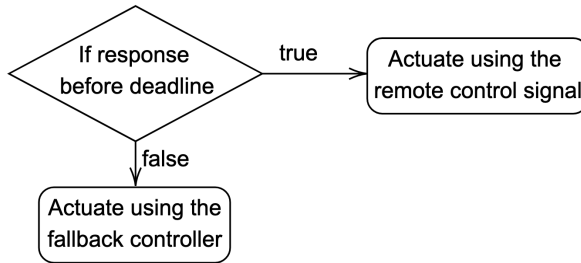 If response
before deadline
true
Actuate using the
remote control signal
false
Actuate using the
fallback controller